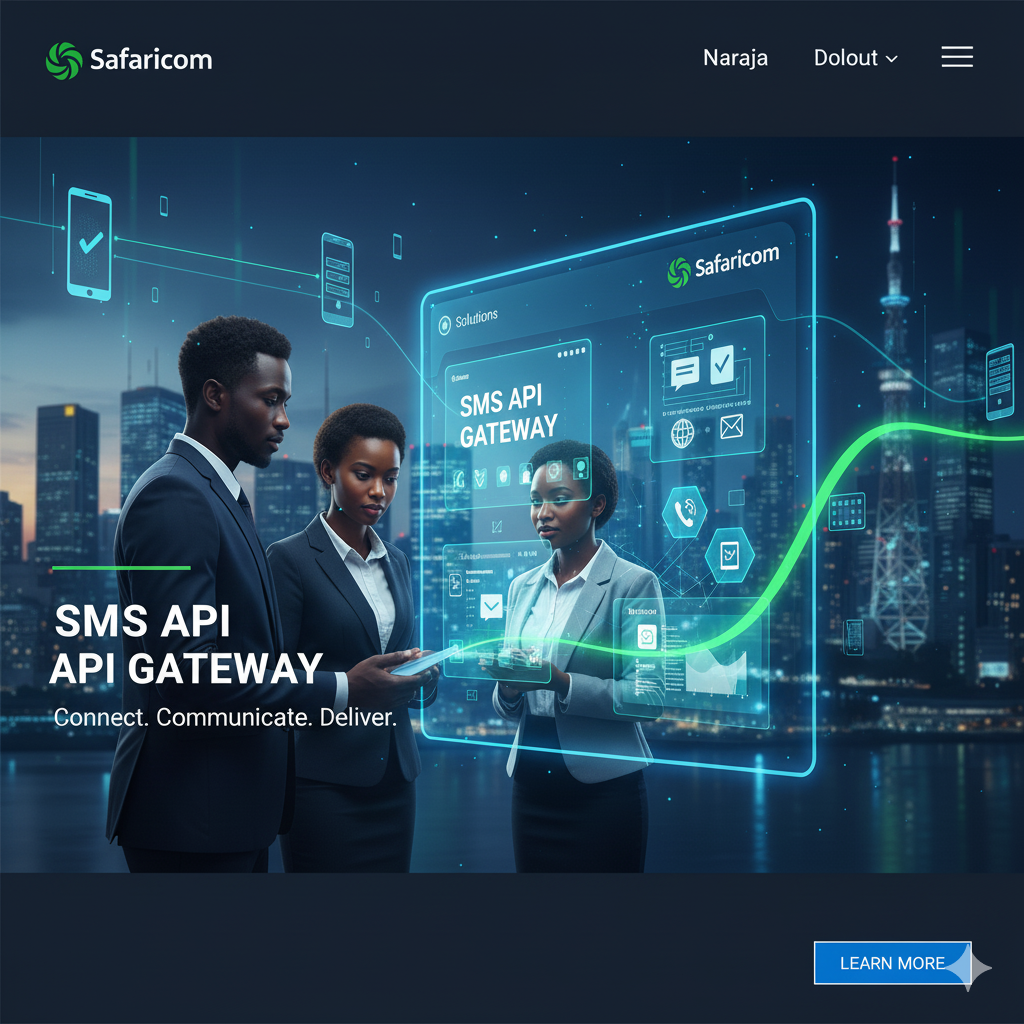 Safaricom
Naraja
Dolout
Safaricom
Solutions
SMS API
GATEWAY
SMS API
API GATEWAY
Connect. Communicate. Deliver.
LEARN MORE